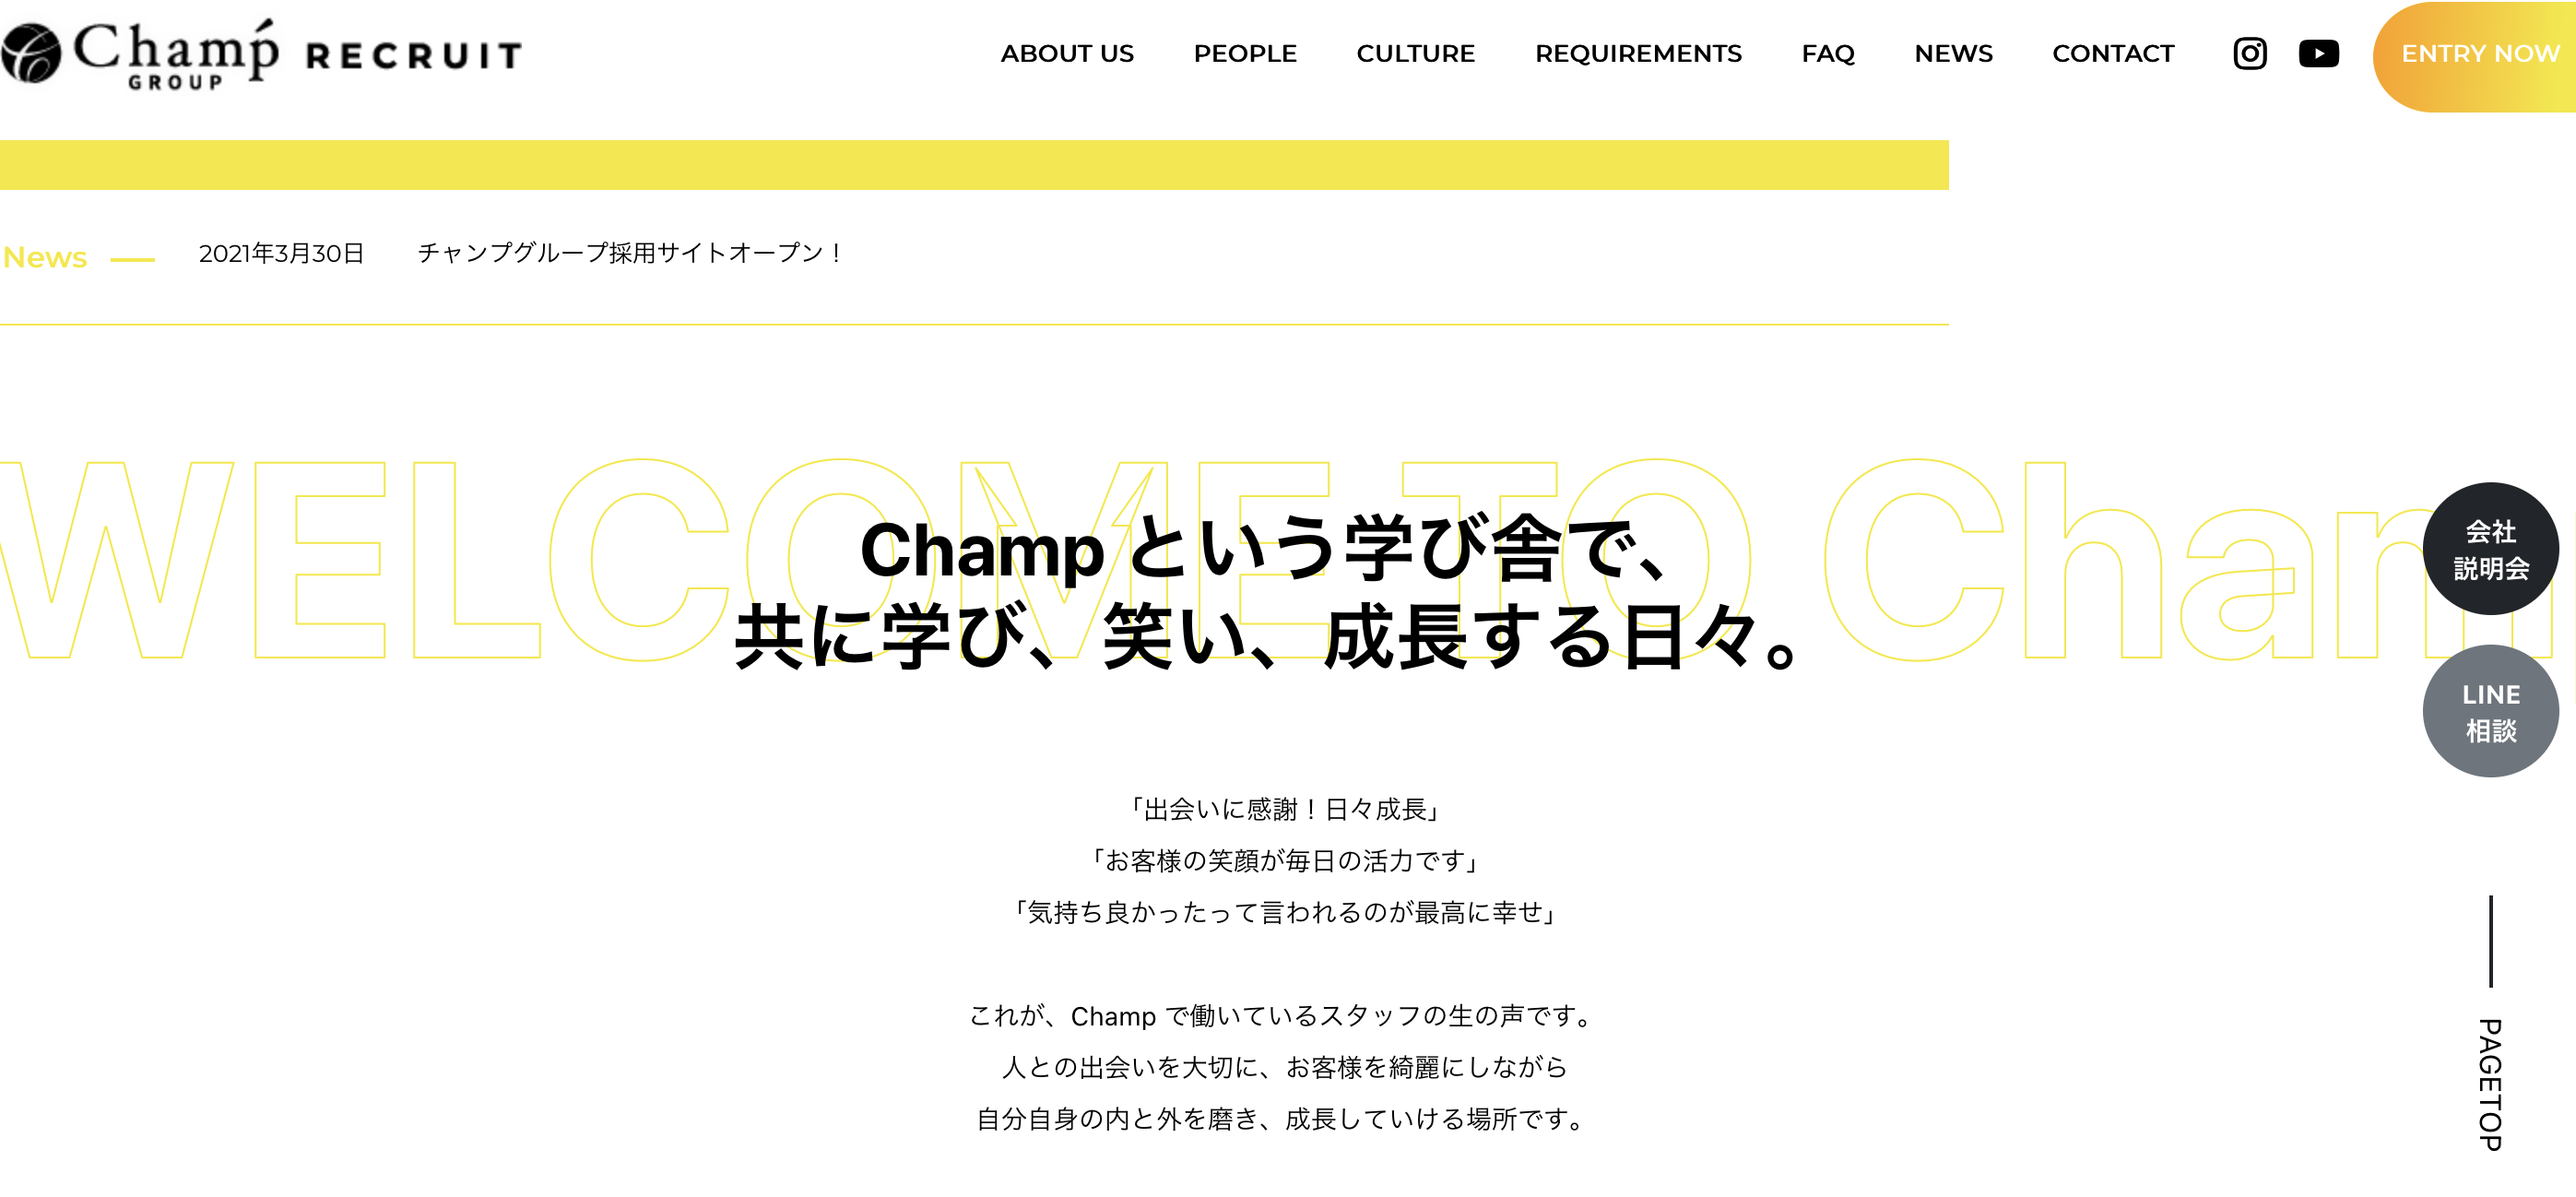 Champ GROUP RECRUIT
ABOUT US PEOPLE CULTURE REQUIREMENTS FAQ NEWS CONTACT ENTRY NOW
News 2021年3月30日 チャンプグループ採用サイトオープン！
WELCOME TO Cham
Champ という学び舎で、
共に学び、笑い、成長する日々。
会社
説明会
LINE
相談
「出会いに感謝！日々成長」
「お客様の笑顔が毎日の活力です」
「気持ち良かったって言われるのが最高に幸せ」
これが、Champ で働いているスタッフの生の声です。
人との出会いを大切に、お客様を綺麗にしながら
自分自身の内と外を磨き、成長していける場所です。
PAGETOP